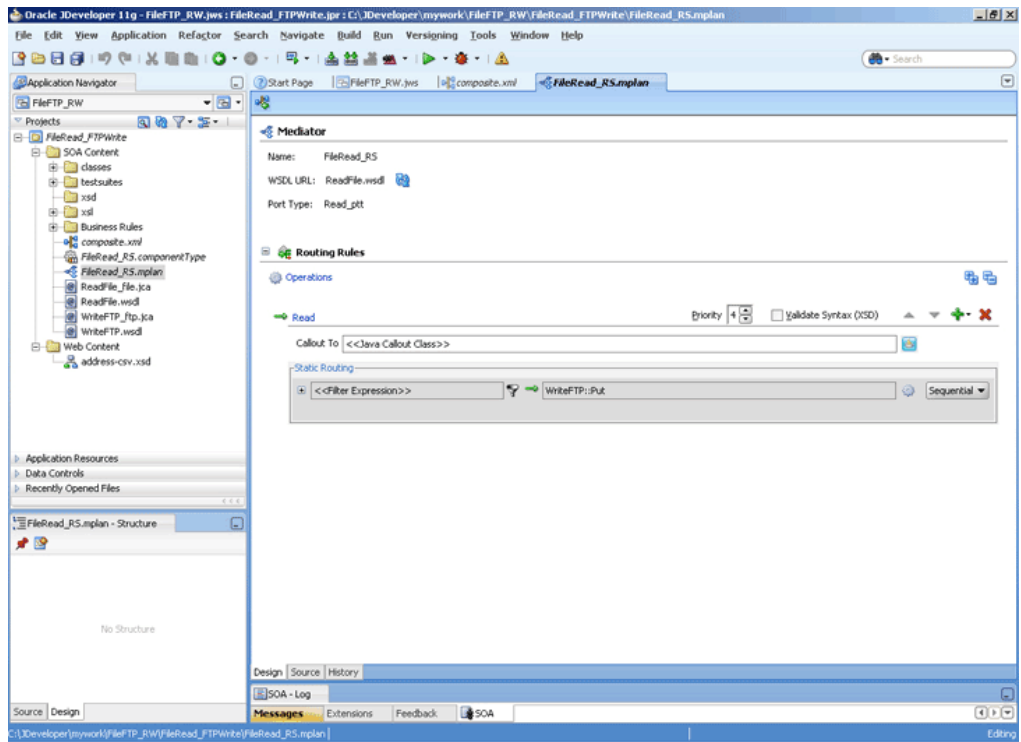 Oracle JDeveloper 11g - FileFTP_RW.jws : FileRead_FTPWrite.jpr : C:\JDeveloper\mywork\FileFTP_RW\FileRead_FTPWrite\FileRead_RS.mplan
File Edit View Application Refactor Search Navigate Build Run Versioning Tools Window Help
Search
Application Navigator
Start Page FileFTP_RW.jws composite.xml FileRead_RS.mplan
FileFTP_RW
Projects
FileRead_FTPWrite
SOA Content
classes
testsuites
xsd
xsl
Business Rules
composite.xml
FileRead_RS.componentType
FileRead_RS.mplan
ReadFile_file.jca
ReadFile.wsdl
WriteFTP_ftp.jca
WriteFTP.wsdl
Web Content
address-csv.xsd
Application Resources
Data Controls
Recently Opened Files
FileRead_RS.mplan - Structure
No Structure
Source Design
Mediator
Name: FileRead_RS
WSDL URL: ReadFile.wsdl
Port Type: Read_ptt
Routing Rules
Operations
Read Priority 4 Validate Syntax (XSD)
Callout To <<Java Callout Class>>
Static Routing
<<Filter Expression>> WriteFTP::Put Sequential
Design Source History
SOA - Log
Messages Extensions Feedback SOA
C:\JDeveloper\mywork\FileFTP_RW\FileRead_FTPWrite\FileRead_RS.mplan Editing